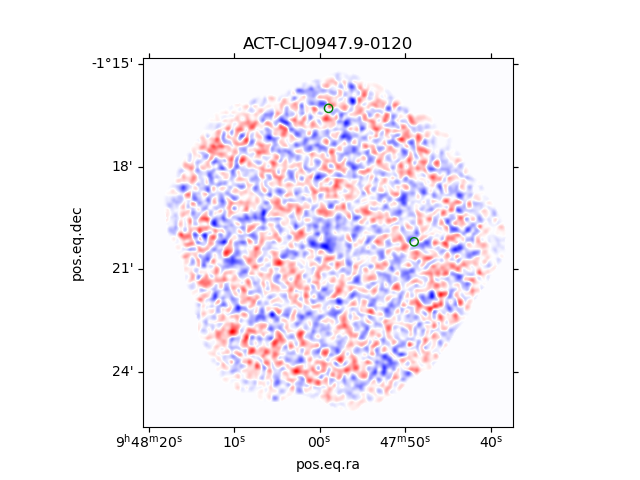 ACT-CLJ0947.9-0120
-1°15'
18'
21'
24'
pos.eq.dec
9ʰ48ᵐ20ˢ 10ˢ 00ˢ 47ᵐ50ˢ 40ˢ
pos.eq.ra